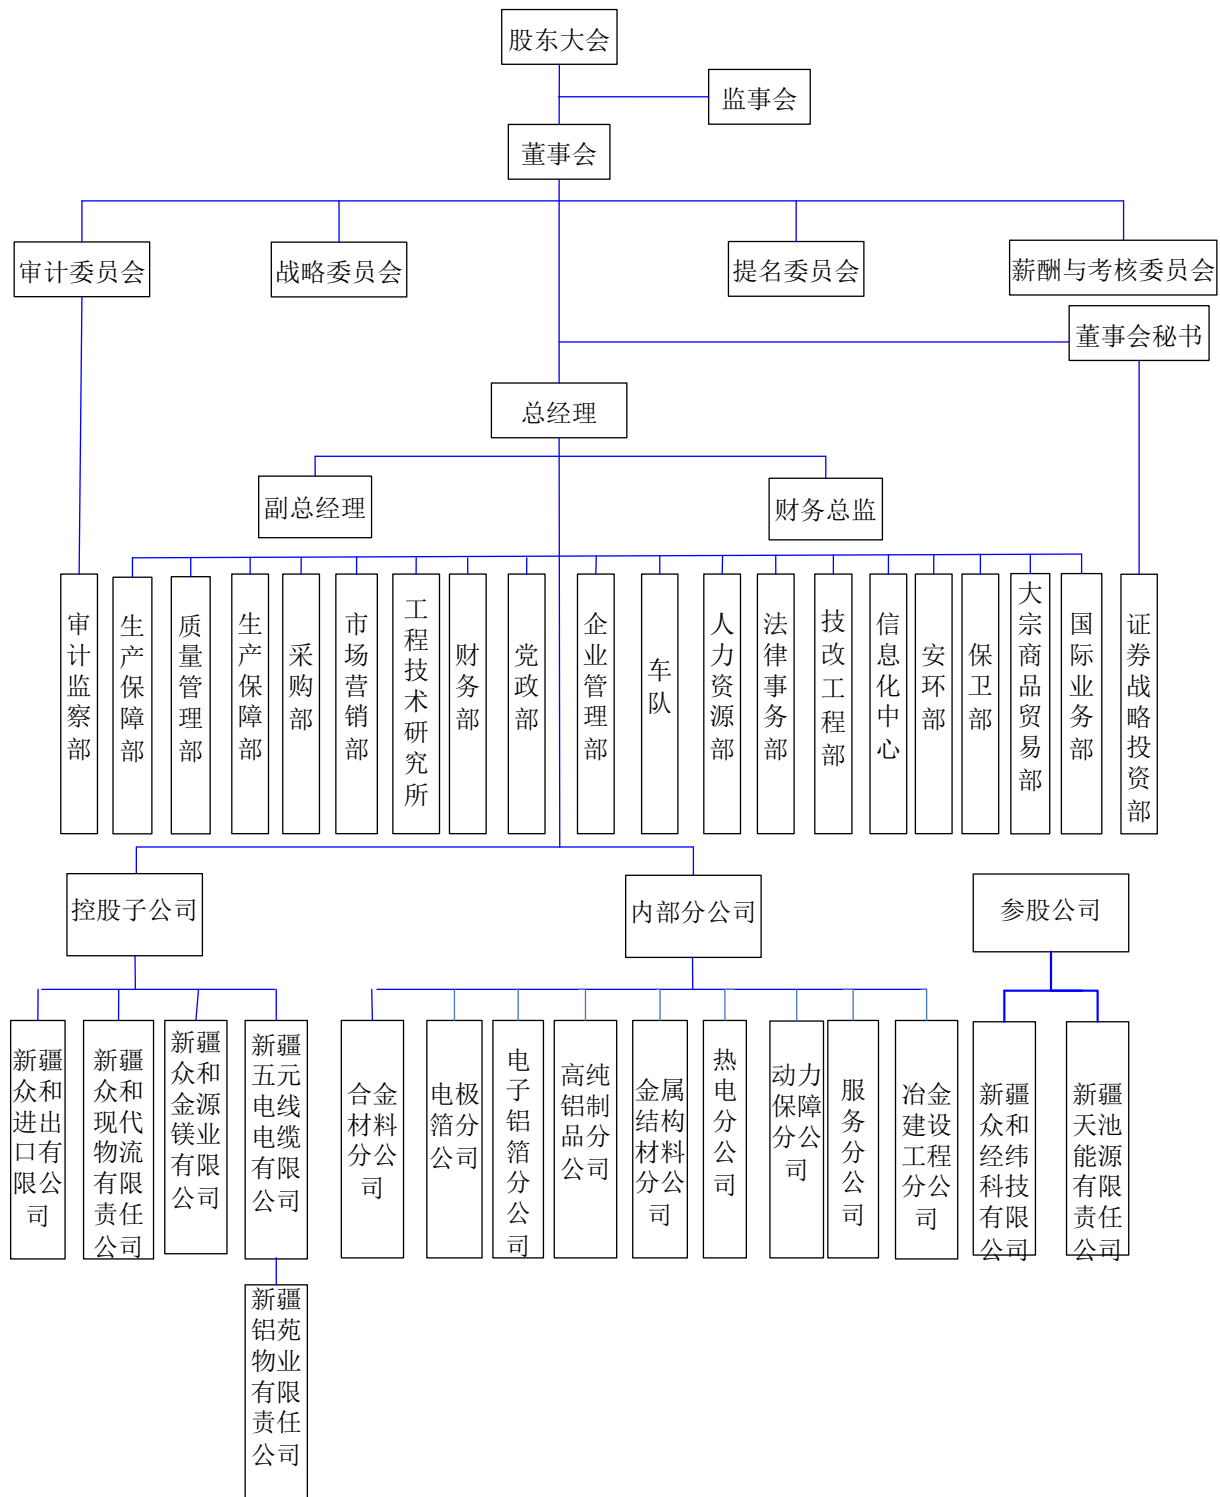 股东大会
监事会
董事会
审计委员会
战略委员会
提名委员会
薪酬与考核委员会
董事会秘书
总经理
副总经理
财务总监
审计监察部
生产保障部
质量管理部
生产保障部
采购部
市场营销部
工程技术研究所
财务部
党政部
企业管理部
车队
人力资源部
法律事务部
技改工程部
信息化中心
安环部
保卫部
大宗商品贸易部
国际业务部
证券战略投资部
控股子公司
内部分公司
参股公司
新疆
众和
进出
口有
限公
司
新疆
众和
现代
物流
有限
责任
公司
新疆
众和
金源
镁业
有限
公司
新疆
五元
电线
电缆
有限
公司
合金
材料
分公
司
电极
箔分
公司
电子铝箔分公司
高纯
铝制
品分
公司
金属
结构
材料
分公司
热电分公司
动力
保障
分公
司
服务分公司
冶金
建设
工程
分公
司
新疆
众和
经纬
科技
有限
公司
新疆
天池
能源
有限
责任
公司
新疆
铝苑
物业
有限
责任
公司